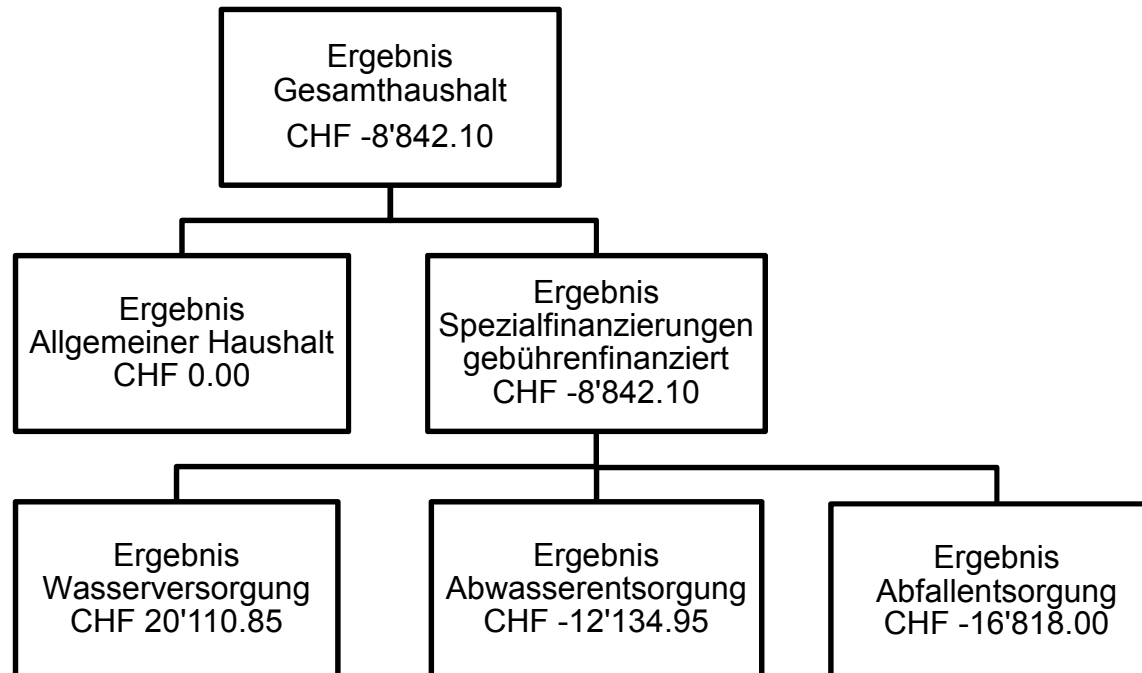 Ergebnis
Gesamthaushalt
CHF -8'842.10
Ergebnis
Allgemeiner Haushalt
CHF 0.00
Ergebnis
Spezialfinanzierungen
gebührenfinanziert
CHF -8'842.10
Ergebnis
Wasserversorgung
CHF 20'110.85
Ergebnis
Abwasserentsorgung
CHF -12'134.95
Ergebnis
Abfallentsorgung
CHF -16'818.00